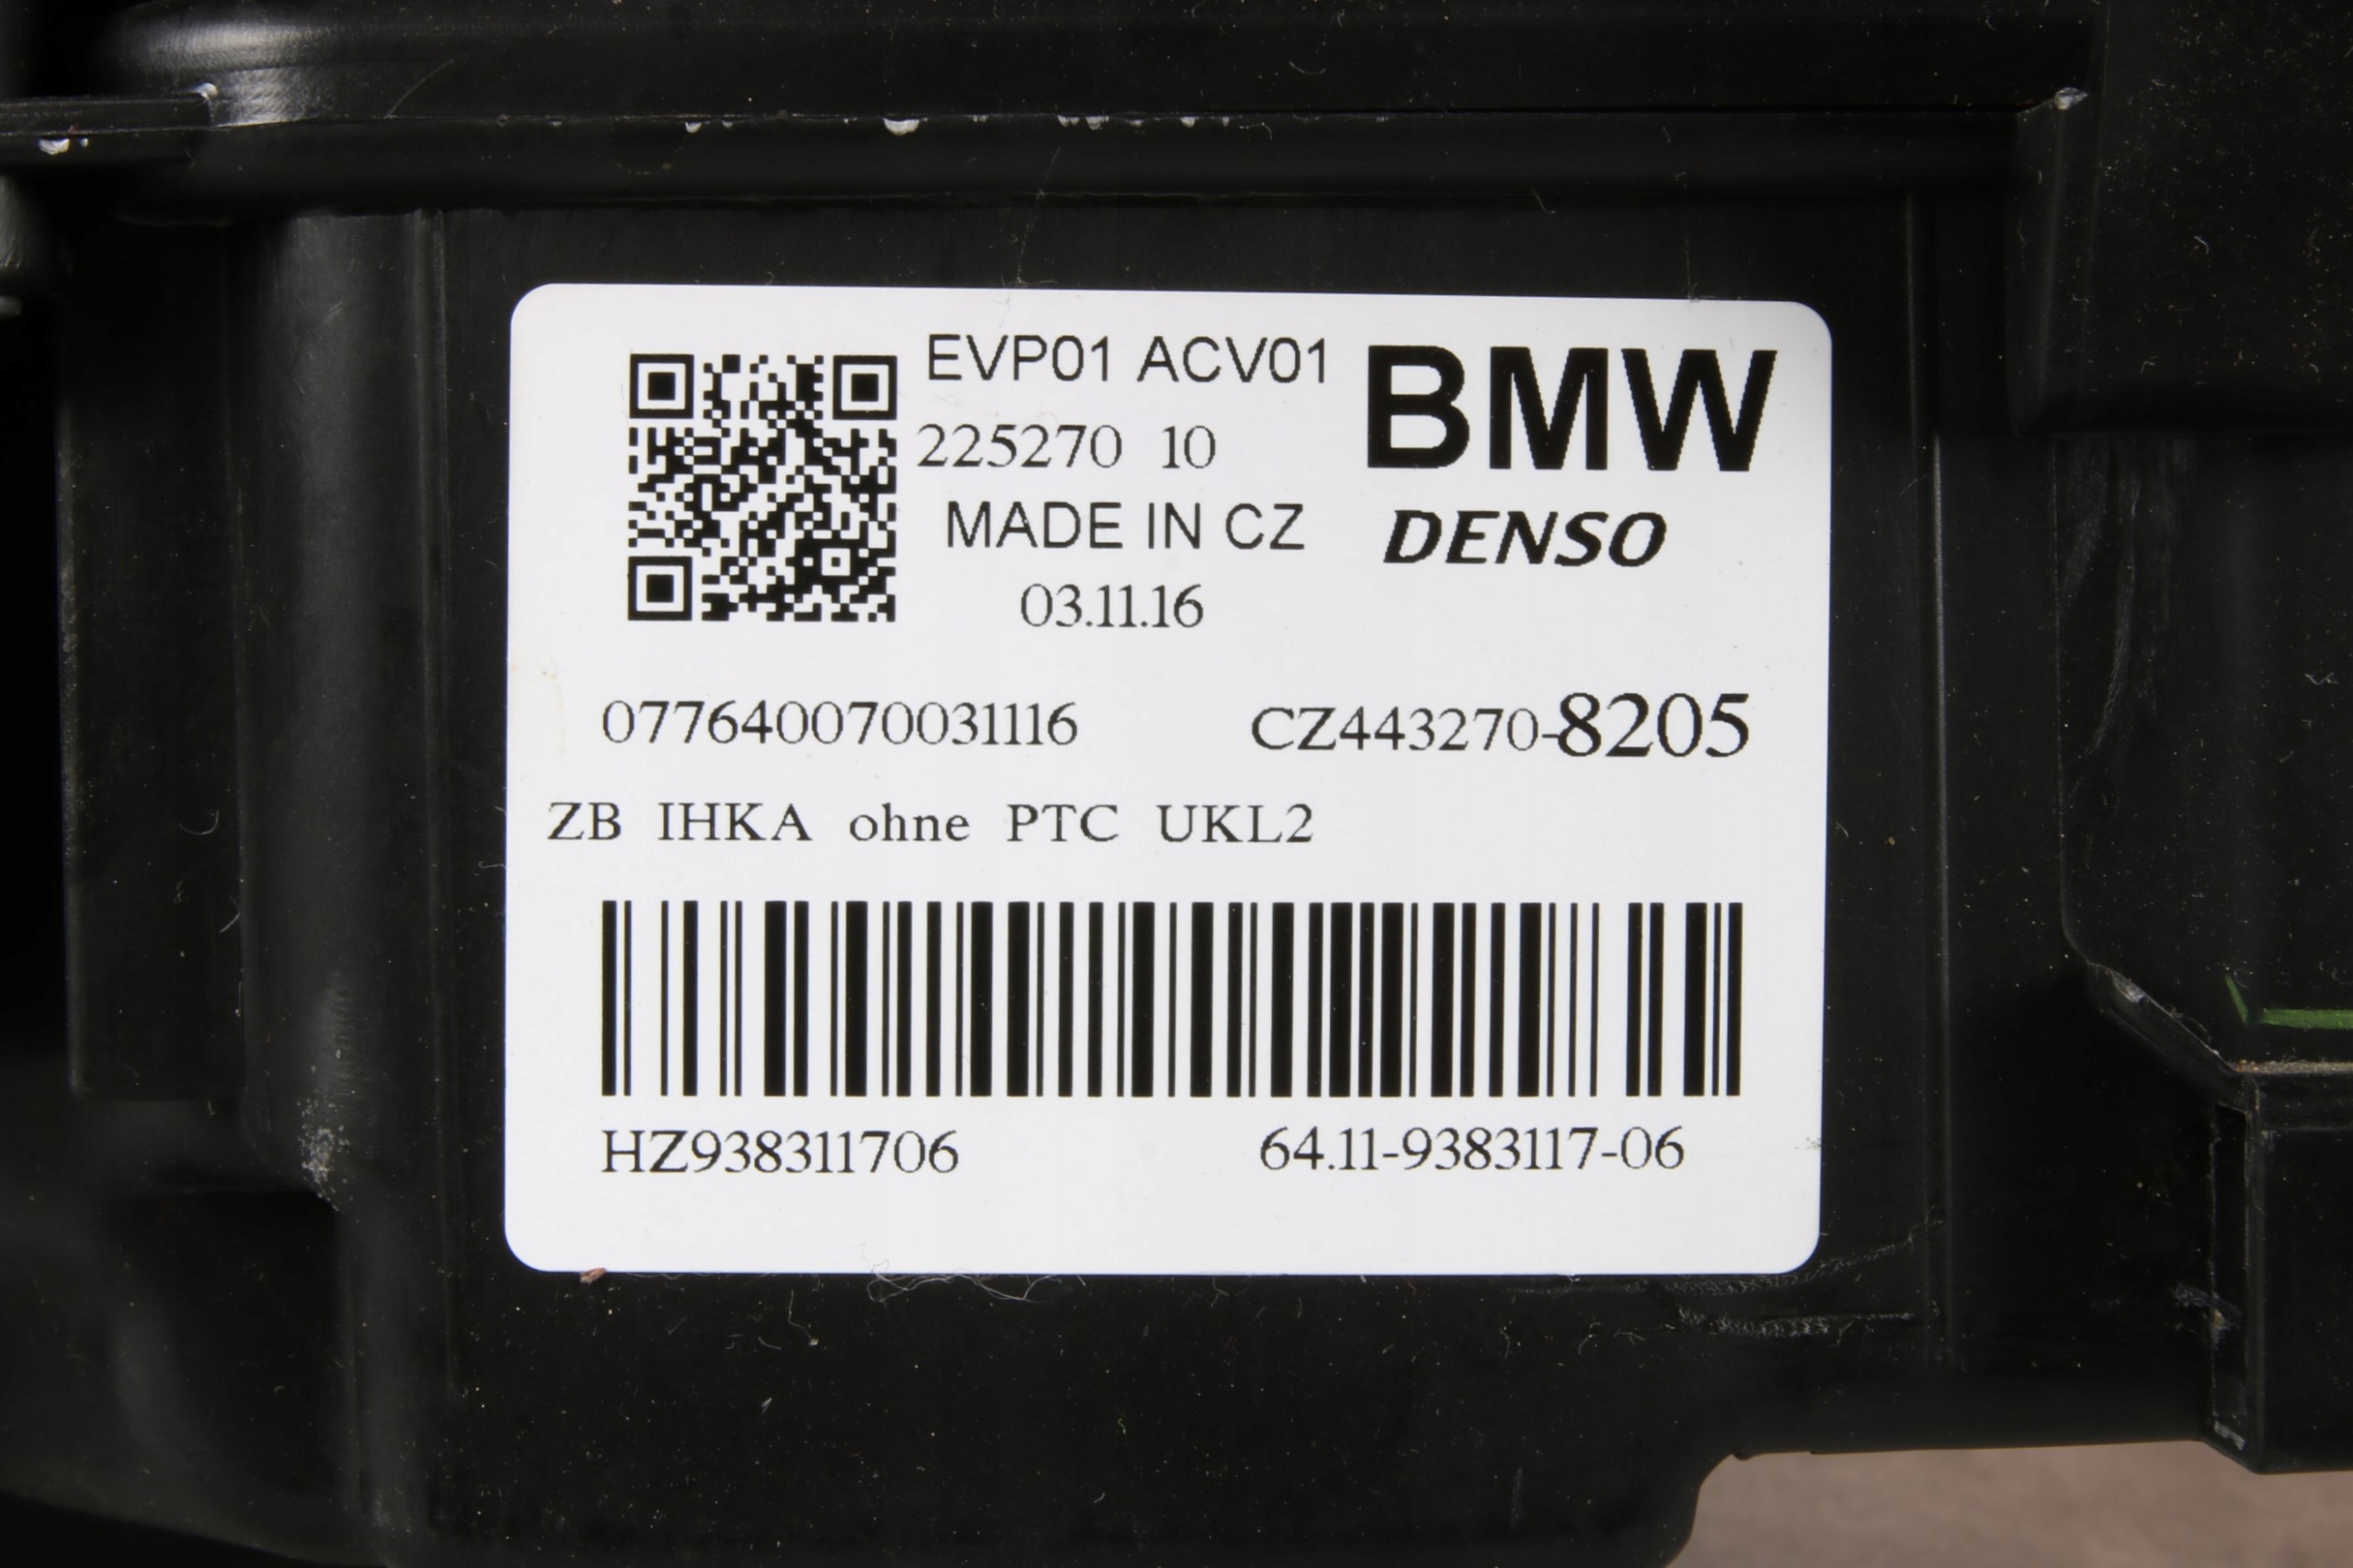 EVP01 ACV01
BMW
225270 10
DENSO
MADE IN CZ
03.11.16
077640070031116 CZ443270-8205
ZB IHKA ohne PTC UKL2
HZ938311706 64.11-9383117-06